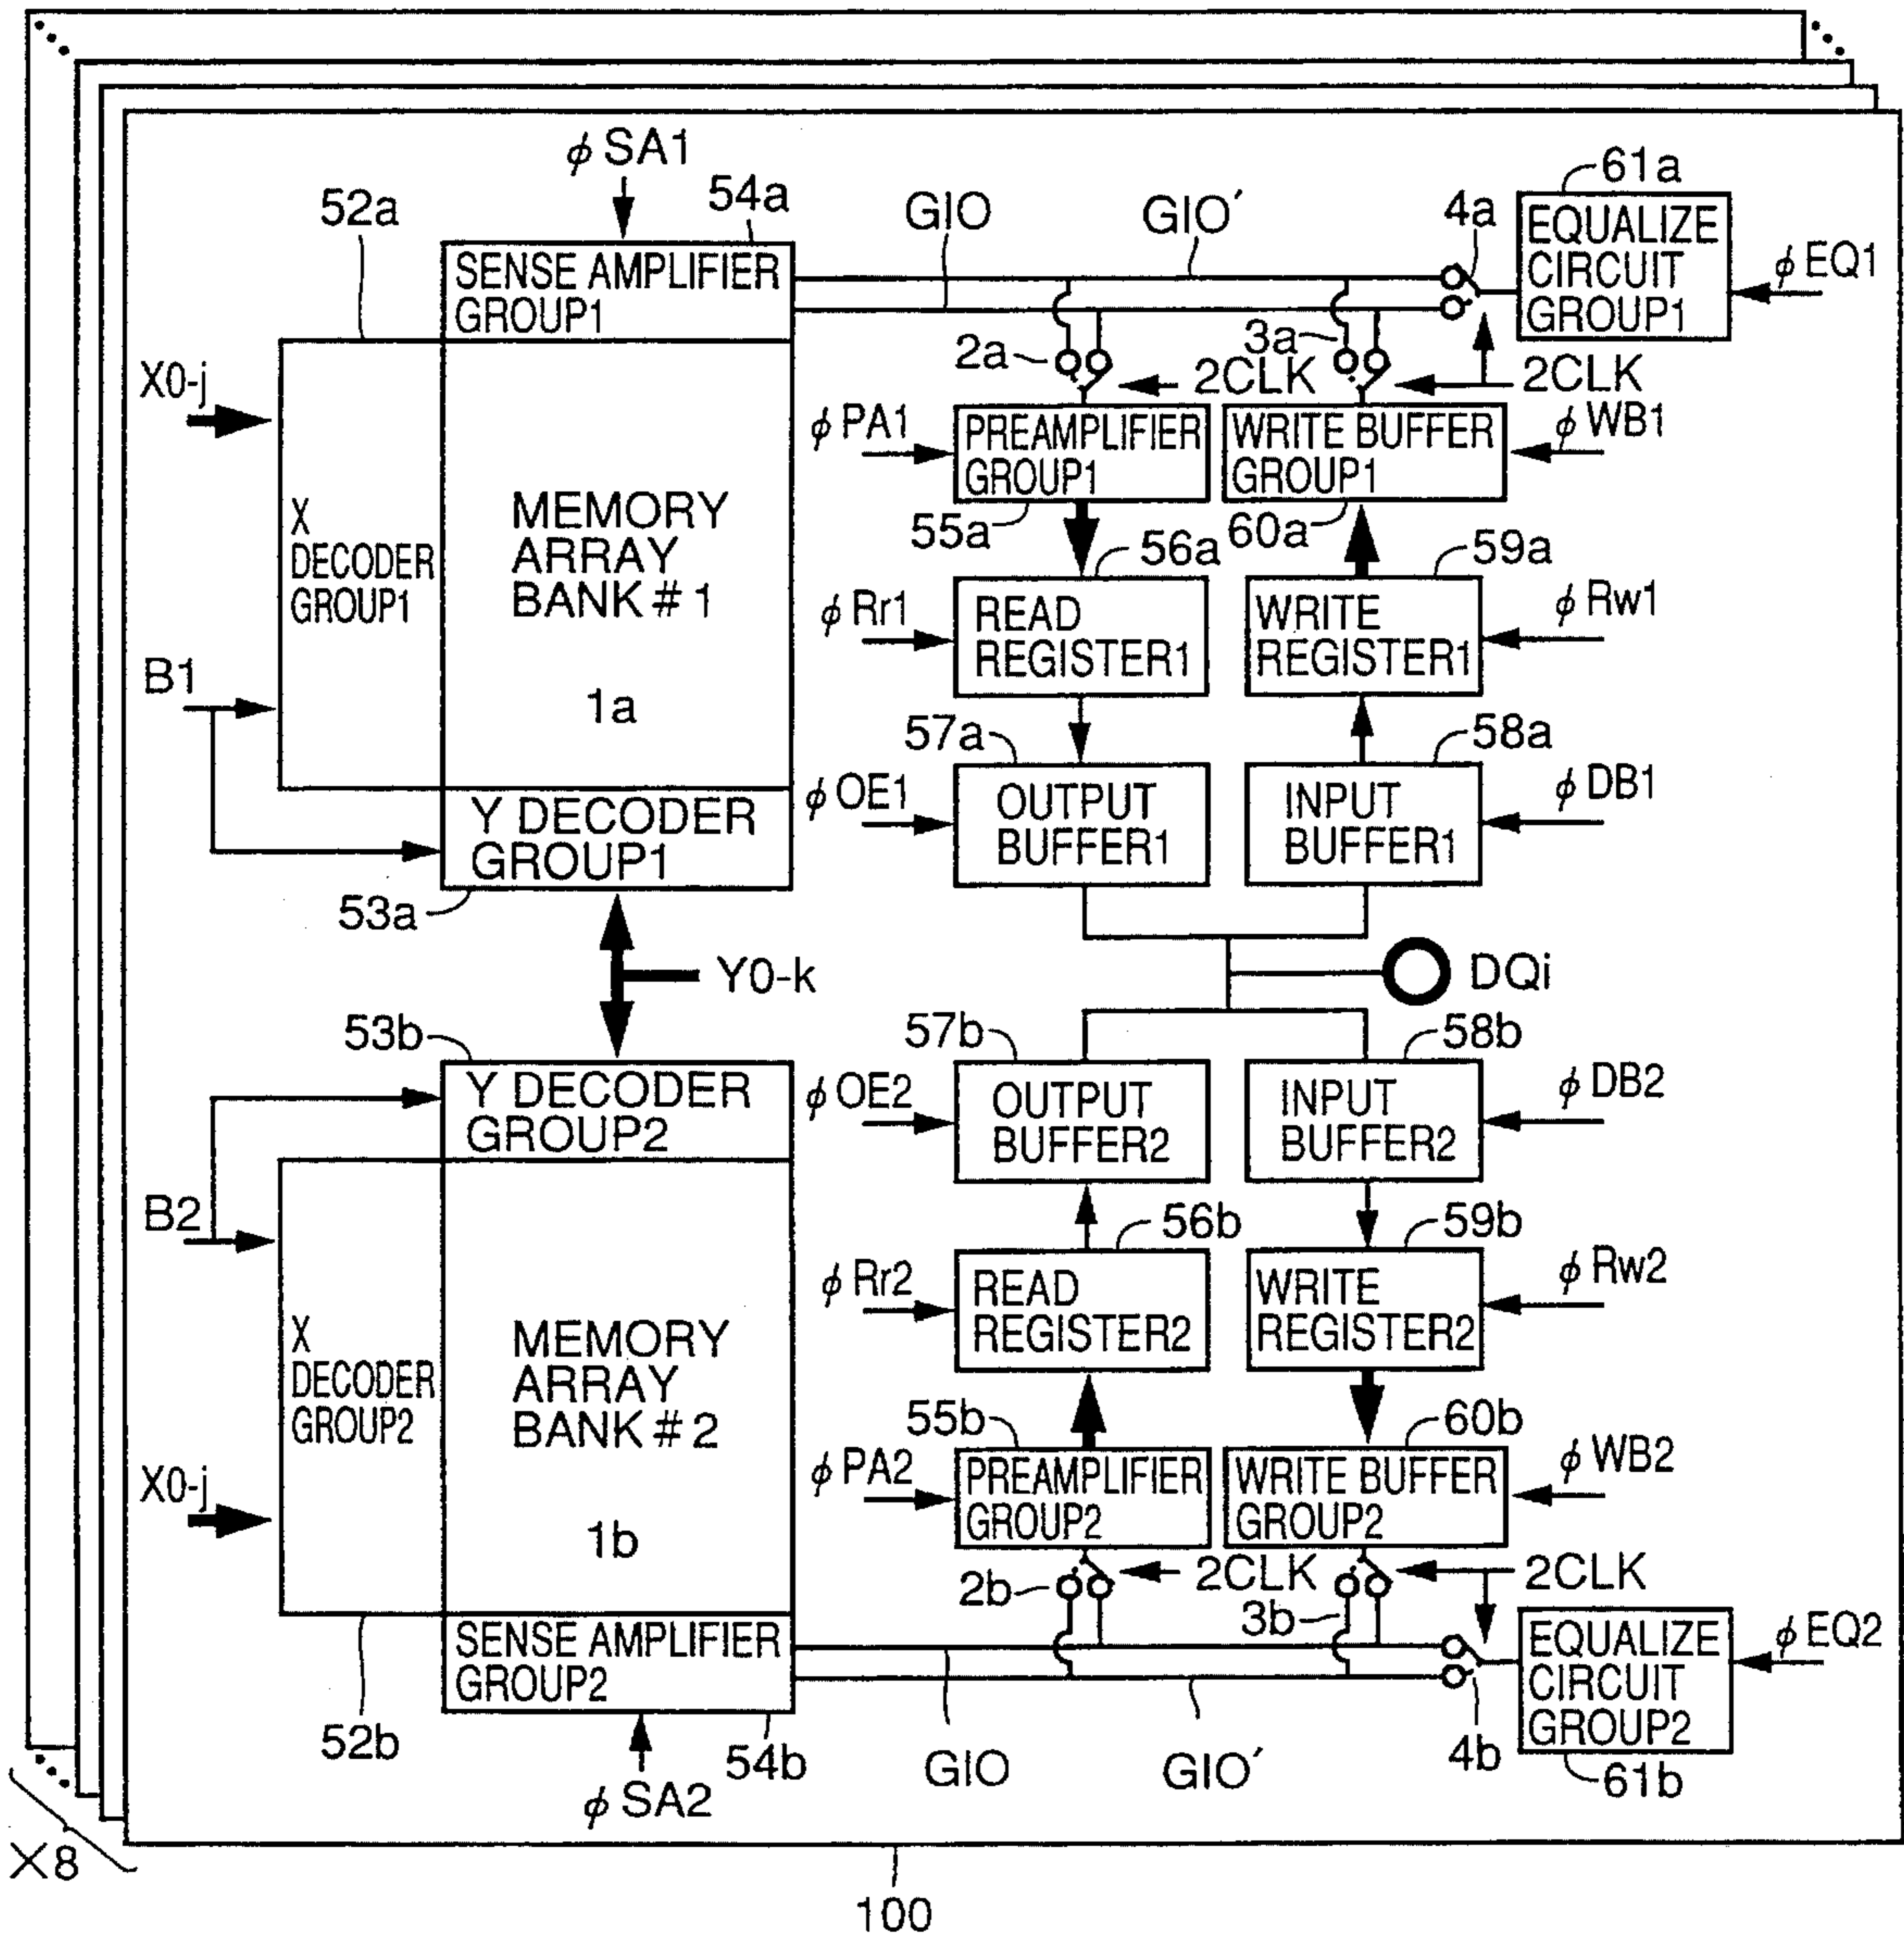 φSA1
52a
54a
GIO
GIO'
4a
61a
SENSE AMPLIFIER
GROUP1
EQUALIZE
CIRCUIT
GROUP1
φEQ1
2a
3a
2CLK
2CLK
X0-j
φPA1
PREAMPLIFIER
GROUP1
WRITE BUFFER
GROUP1
φWB1
X
DECODER
GROUP1
MEMORY
ARRAY
BANK #1
1a
55a
56a
60a
59a
φRr1
READ
REGISTER1
WRITE
REGISTER1
φRw1
B1
57a
58a
φOE1
OUTPUT
BUFFER1
INPUT
BUFFER1
φDB1
Y DECODER
GROUP1
53a
Y0-k
DQi
53b
57b
58b
Y DECODER
GROUP2
φOE2
OUTPUT
BUFFER2
INPUT
BUFFER2
φDB2
B2
56b
59b
φRr2
READ
REGISTER2
WRITE
REGISTER2
φRw2
X
DECODER
GROUP2
MEMORY
ARRAY
BANK #2
1b
55b
60b
X0-j
φPA2
PREAMPLIFIER
GROUP2
WRITE BUFFER
GROUP2
φWB2
2b
2CLK
3b
2CLK
SENSE AMPLIFIER
GROUP2
EQUALIZE
CIRCUIT
GROUP2
φEQ2
52b
φSA2
54b
GIO
GIO'
4b
61b
X8
100